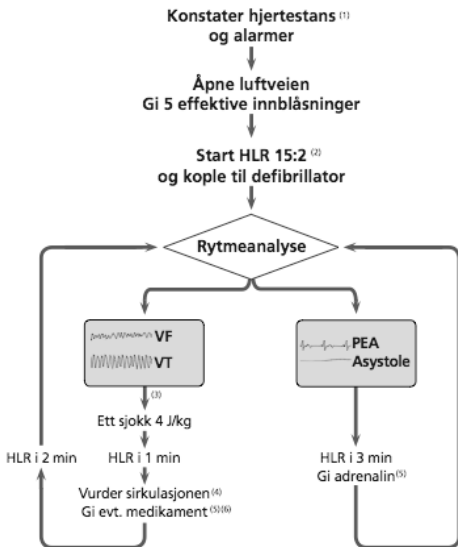 Konstater hjertestans (1)
og alarmer
Åpne luftveien
Gi 5 effektive innblåsninger
Start HLR 15:2 (2)
og kople til defibrillator
Rytmeanalyse
VF
VT
PEA
Asystole
(3)
Ett sjokk 4 J/kg
HLR i 2 min
HLR i 1 min
HLR i 3 min
Gi adrenalin (5)
Vurder sirkulasjonen (4)
Gi evt. medikament (5)(6)